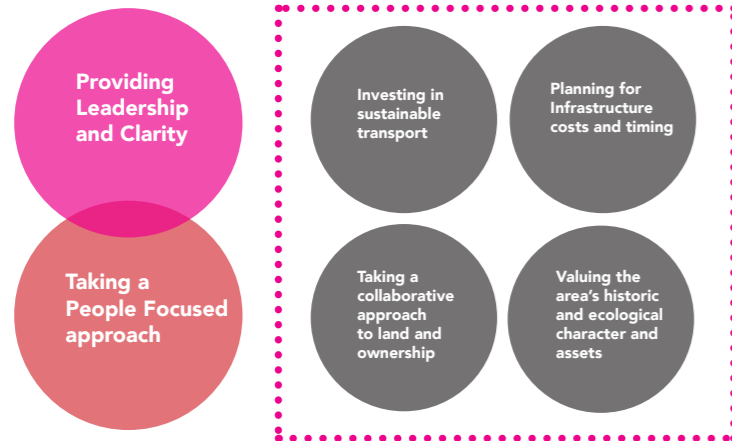 Providing
Leadership
and Clarity
Taking a
People Focused
approach
Investing in
sustainable
transport
Planning for
Infrastructure
costs and timing
Taking a
collaborative
approach
to land and
ownership
Valuing the
area's historic
and ecological
character and
assets